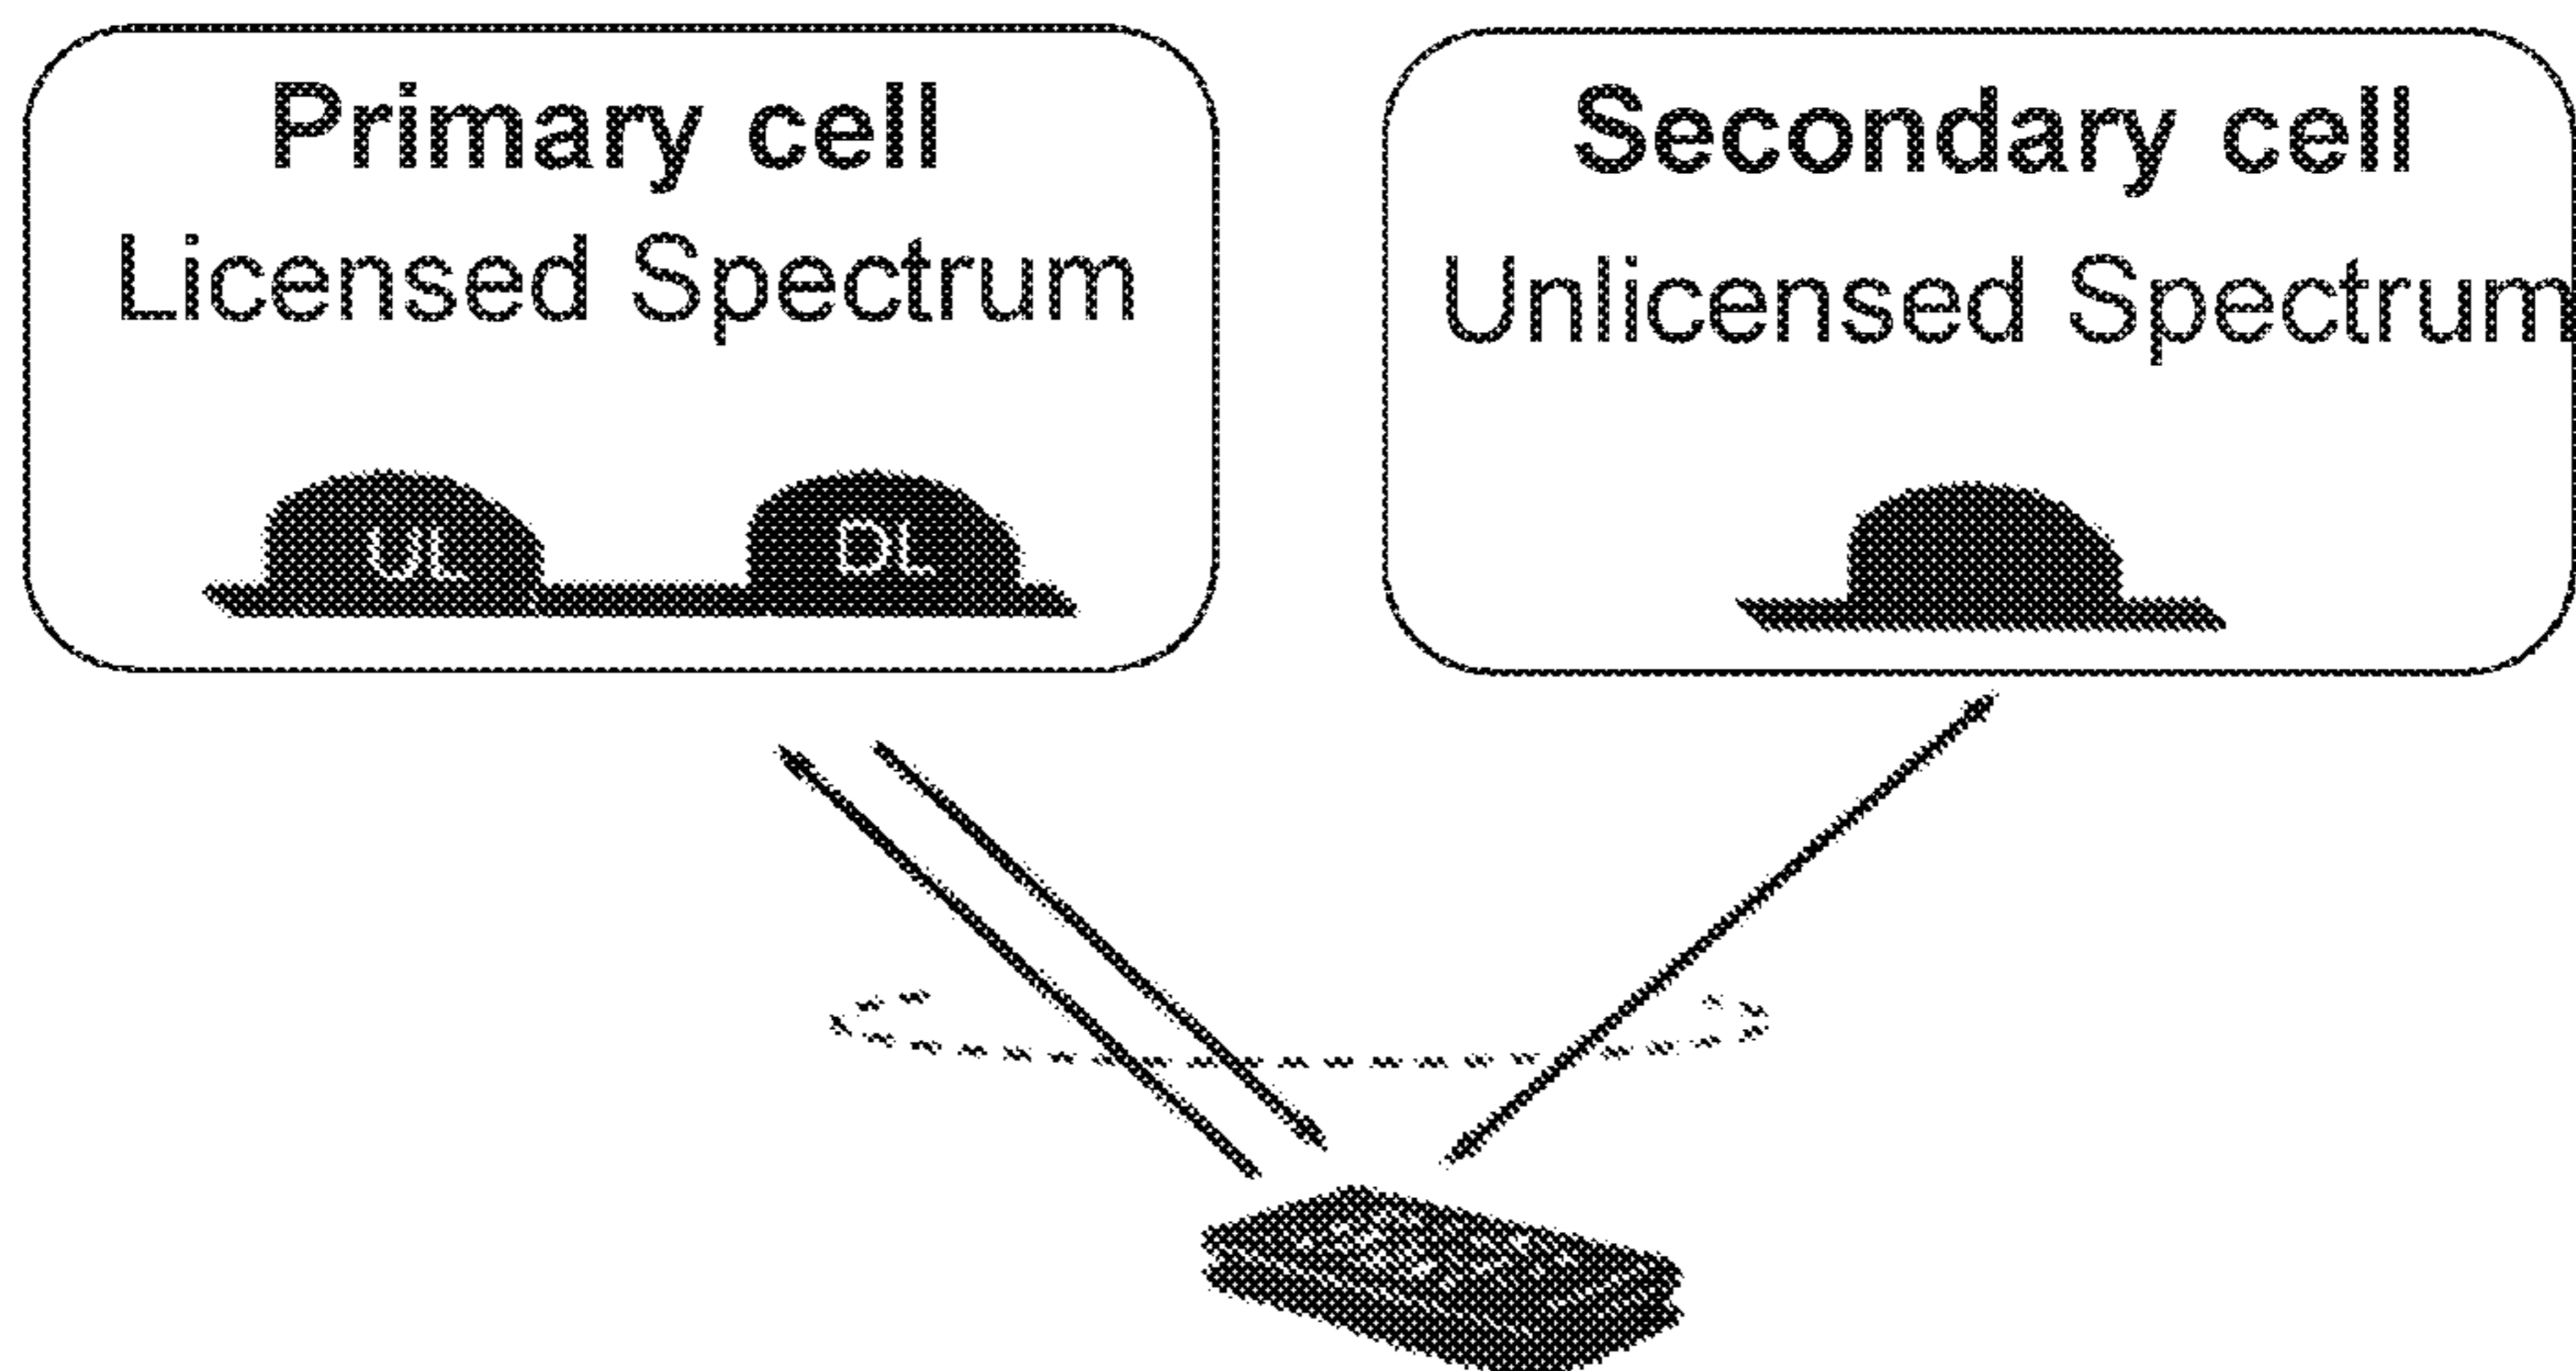 Primary cell
Licensed Spectrum
UL
DL
Secondary cell
Unlicensed Spectrum